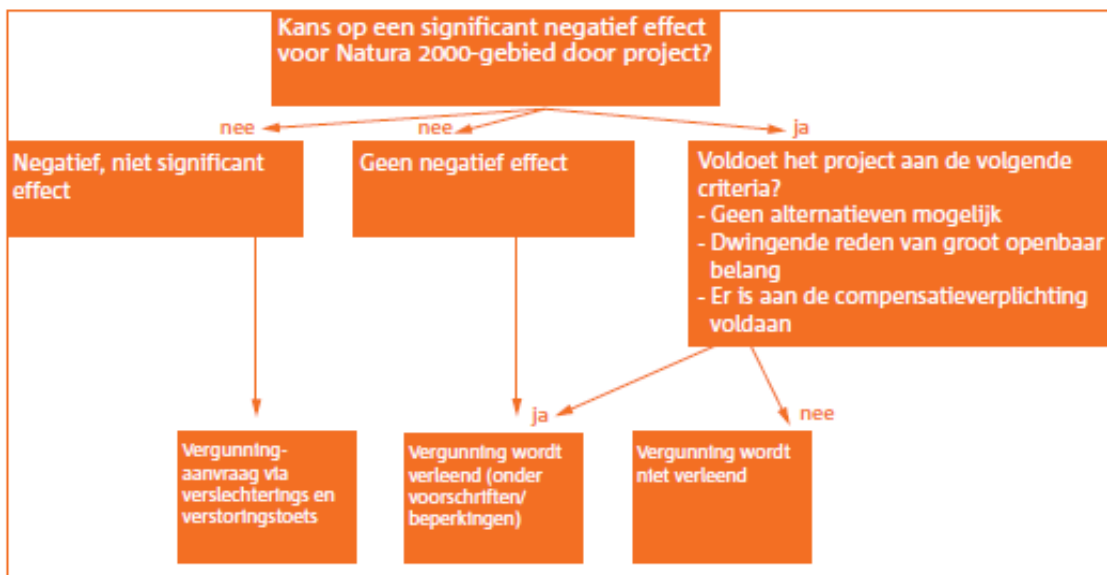 Kans op een significant negatief effect
voor Natura 2000-gebied door project?
nee
nee
ja
Negatief, niet significant
effect
Geen negatief effect
Voldoet het project aan de volgende
criteria?
- Geen alternatieven mogelijk
- Dwingende reden van groot openbaar
belang
- Er is aan de compensatieverplichting
voldaan
ja
nee
Vergunning-
aanvraag via
verslechterings en
verstoringstoets
Vergunning wordt
verleend (onder
voorschriften/
beperkingen)
Vergunning wordt
niet verleend